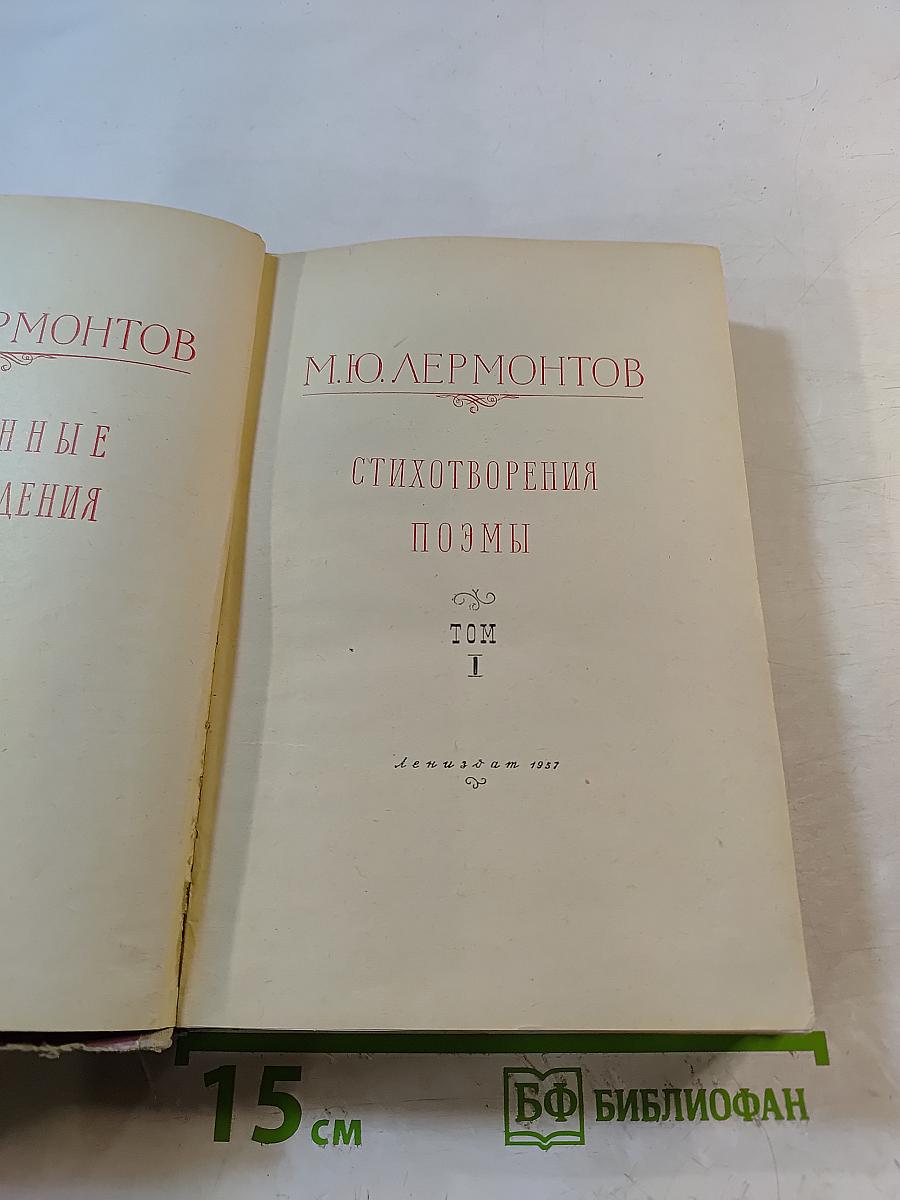 РМОНТОВ
ННЫЕ
ДЕНИЯ
М.Ю.ЛЕРМОНТОВ
СТИХОТВОРЕНИЯ
ПОЭМЫ
ТОМ
I
Лениздат 1957
15 см
БФ БИБЛИОФАН